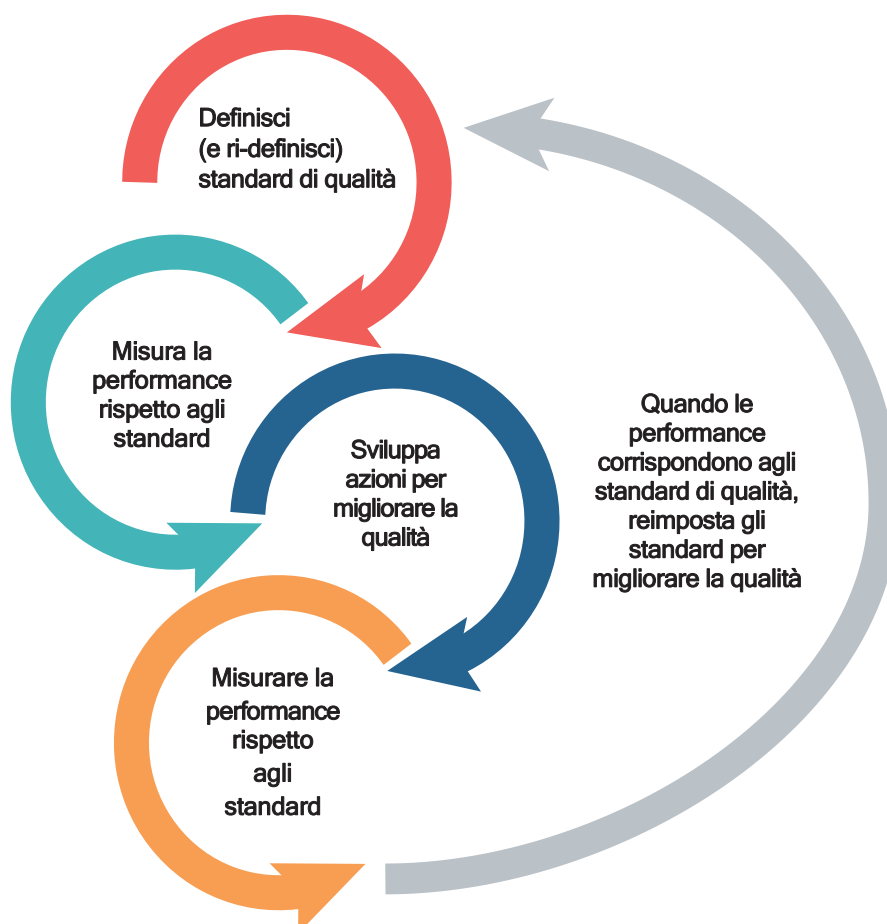 Definisci
(e ri-definisci)
standard di qualità
Misura la
performance
rispetto agli
standard
Sviluppa
azioni per
migliorare la
qualità
Quando le
performance
corrispondono agli
standard di qualità,
reimposta gli
standard per
migliorare la qualità
Misurare la
performance
rispetto
agli
standard